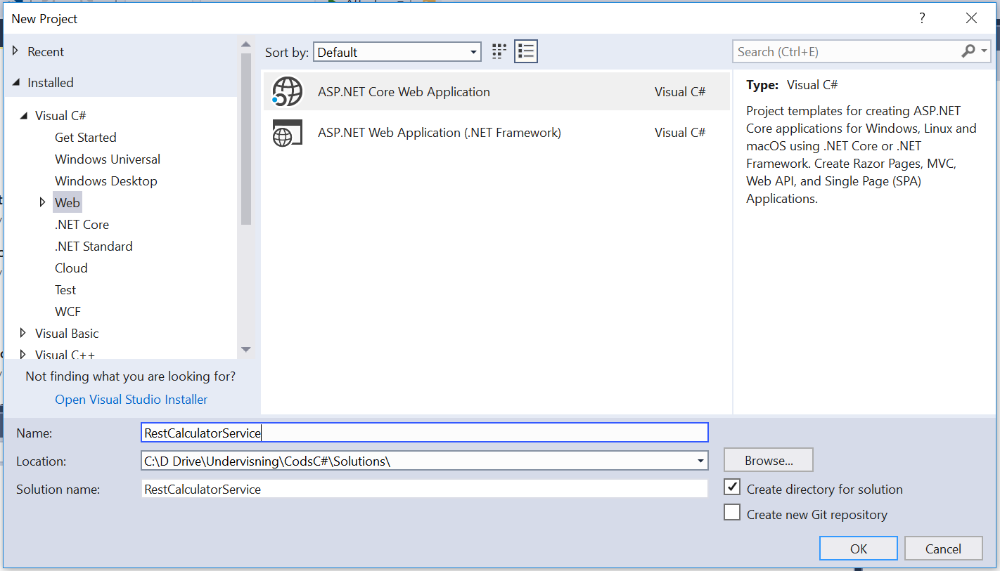 New Project
?
Recent
Installed
Visual C#
Get Started
Windows Universal
Windows Desktop
Web
.NET Core
.NET Standard
Cloud
Test
WCF
Visual Basic
Visual C++
Not finding what you are looking for?
Open Visual Studio Installer
Sort by: Default
ASP.NET Core Web Application Visual C#
ASP.NET Web Application (.NET Framework) Visual C#
Search (Ctrl+E)
Type: Visual C#
Project templates for creating ASP.NET
Core applications for Windows, Linux and
macOS using .NET Core or .NET
Framework. Create Razor Pages, MVC,
Web API, and Single Page (SPA)
Applications.
Name: RestCalculatorService
Location: C:\D Drive\Undervisning\CodsC#\Solutions\ Browse...
Solution name: RestCalculatorService
Create directory for solution
Create new Git repository
OK Cancel